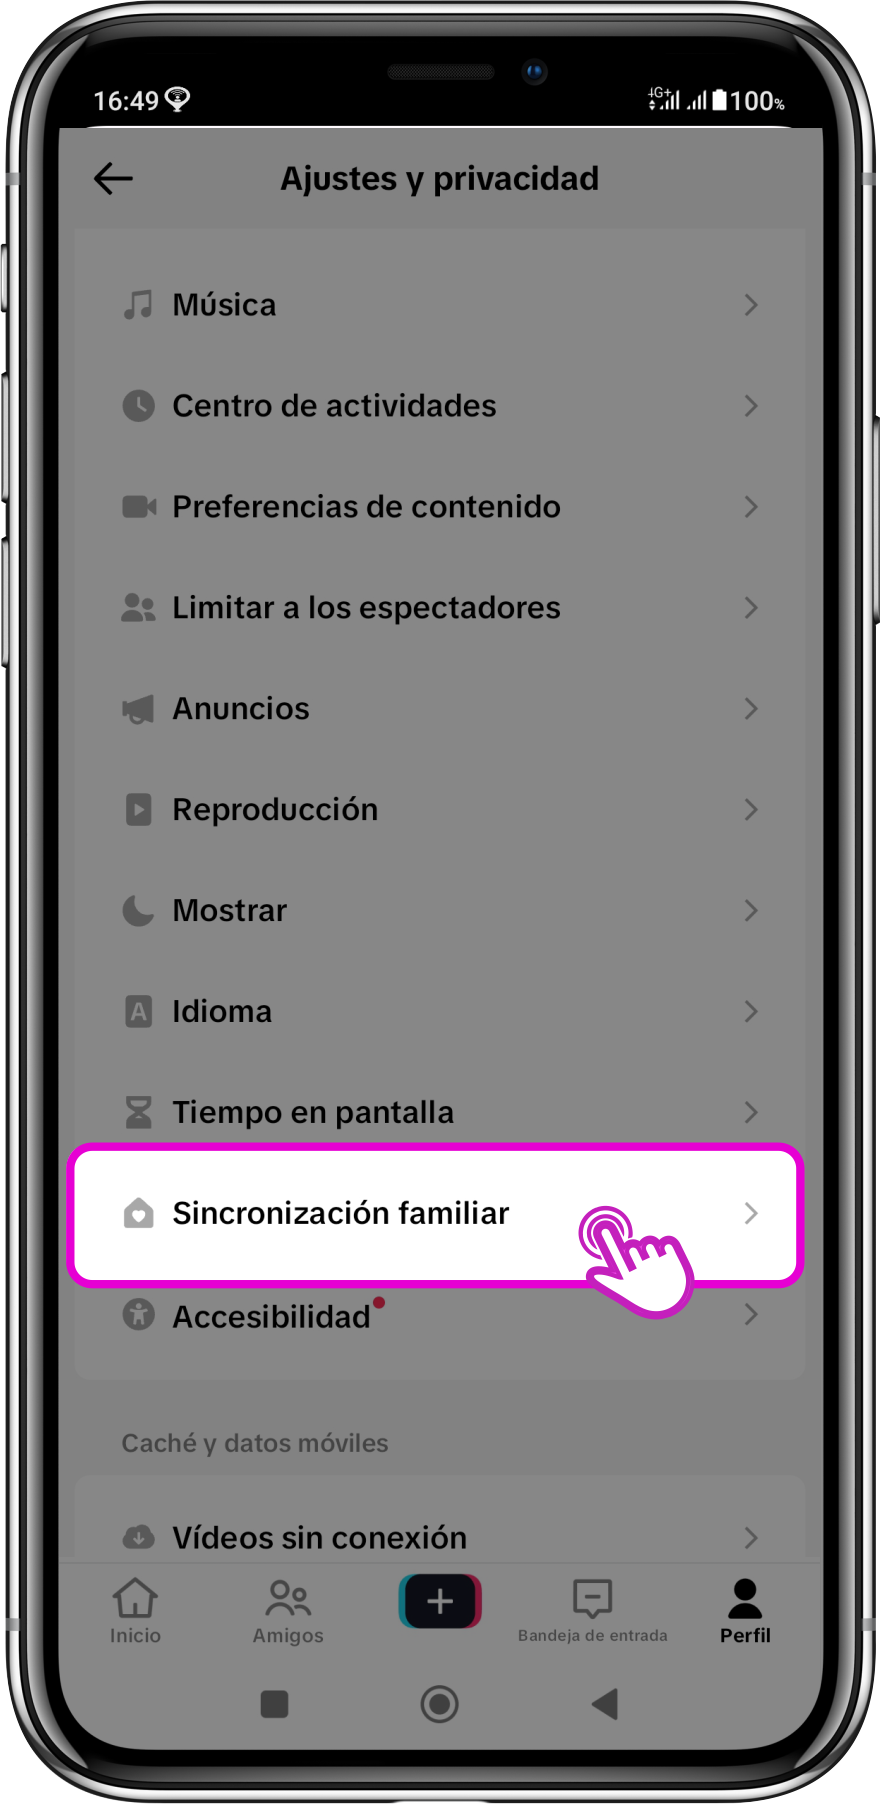 16:49 4G+ 100%
Ajustes y privacidad
Música
Centro de actividades
Preferencias de contenido
Limitar a los espectadores
Anuncios
Reproducción
Mostrar
A Idioma
Tiempo en pantalla
Sincronización familiar
Accesibilidad
Caché y datos móviles
Vídeos sin conexión
Inicio Amigos Bandeja de entrada Perfil